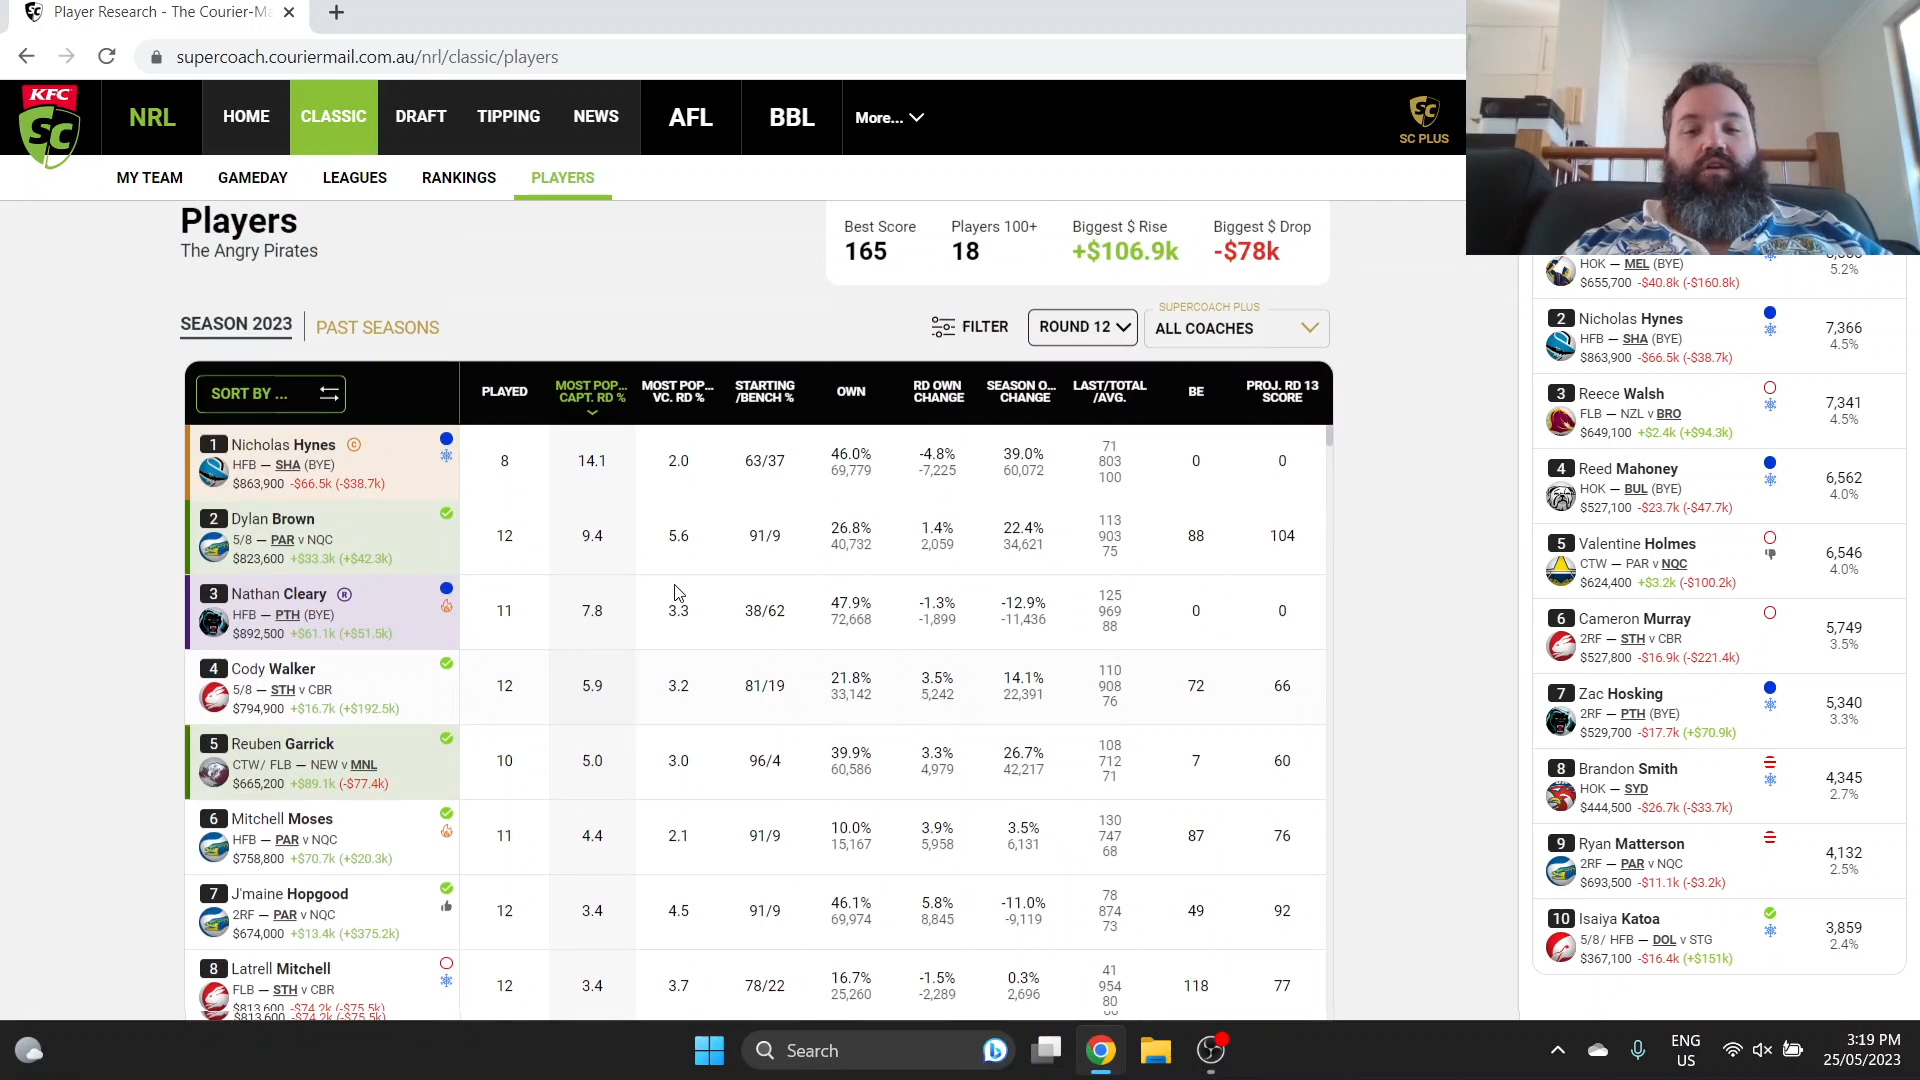 Player Research - The Courier-Ma
supercoach.couriermail.com.au/nrl/classic/players
KFC
SC
NRL
HOME
CLASSIC
DRAFT
TIPPING
NEWS
AFL
BBL
More...
SC
SC PLUS
MY TEAM
GAMEDAY
LEAGUES
RANKINGS
PLAYERS
Players
The Angry Pirates
Best Score
165
Players 100+
18
Biggest $ Rise
+$106.9k
Biggest $ Drop
-$78k
SEASON 2023
PAST SEASONS
FILTER
ROUND 12
SUPERCOACH PLUS
ALL COACHES
SORT BY ...
PLAYED
MOST POP... CAPT. RD %
MOST POP... VC. RD %
STARTING /BENCH %
OWN
RD OWN CHANGE
SEASON O... CHANGE
LAST/TOTAL /AVG.
BE
PROJ. RD 13 SCORE
1 Nicholas Hynes C
HFB — SHA (BYE)
$863,900 -$66.5k (-$38.7k)
8 14.1 2.0 63/37 46.0% 69,779 -4.8% -7,225 39.0% 60,072 71 803 100 0 0
2 Dylan Brown
5/8 — PAR v NQC
$823,600 +$33.3k (+$42.3k)
12 9.4 5.6 91/9 26.8% 40,732 1.4% 2,059 22.4% 34,621 113 903 75 88 104
3 Nathan Cleary R
HFB — PTH (BYE)
$892,500 +$61.1k (+$51.5k)
11 7.8 3.3 38/62 47.9% 72,668 -1.3% -1,899 -12.9% -11,436 125 969 88 0 0
4 Cody Walker
5/8 — STH v CBR
$794,900 +$16.7k (+$192.5k)
12 5.9 3.2 81/19 21.8% 33,142 3.5% 5,242 14.1% 22,391 110 908 76 72 66
5 Reuben Garrick
CTW/ FLB — NEW v MNL
$665,200 +$89.1k (-$77.4k)
10 5.0 3.0 96/4 39.9% 60,586 3.3% 4,979 26.7% 42,217 108 712 71 7 60
6 Mitchell Moses
HFB — PAR v NQC
$758,800 +$70.7k (+$20.3k)
11 4.4 2.1 91/9 10.0% 15,167 3.9% 5,958 3.5% 6,131 130 747 68 87 76
7 J'maine Hopgood
2RF — PAR v NQC
$674,000 +$13.4k (+$375.2k)
12 3.4 4.5 91/9 46.1% 69,974 5.8% 8,845 -11.0% -9,119 78 874 73 49 92
8 Latrell Mitchell
FLB — STH v CBR
$813,600 -$74.2k (-$75.5k)
12 3.4 3.7 78/22 16.7% 25,260 -1.5% -2,289 0.3% 2,696 41 954 80 118 77
HOK — MEL (BYE)
$655,700 -$40.8k (-$160.8k)
5.2%
2 Nicholas Hynes
HFB — SHA (BYE)
$863,900 -$66.5k (-$38.7k)
7,366
4.5%
3 Reece Walsh
FLB — NZL v BRO
$649,100 +$2.4k (+$94.3k)
7,341
4.5%
4 Reed Mahoney
HOK — BUL (BYE)
$527,100 -$23.7k (-$47.7k)
6,562
4.0%
5 Valentine Holmes
CTW — PAR v NQC
$624,400 +$3.2k (-$100.2k)
6,546
4.0%
6 Cameron Murray
2RF — STH v CBR
$527,800 -$16.9k (-$221.4k)
5,749
3.5%
7 Zac Hosking
2RF — PTH (BYE)
$529,700 -$17.7k (+$70.9k)
5,340
3.3%
8 Brandon Smith
HOK — SYD
$444,500 -$26.7k (-$33.7k)
4,345
2.7%
9 Ryan Matterson
2RF — PAR v NQC
$693,500 -$11.1k (-$3.2k)
4,132
2.5%
10 Isaiya Katoa
5/8/ HFB — DOL v STG
$367,100 -$16.4k (+$151k)
3,859
2.4%
Search
ENG
US
3:19 PM
25/05/2023